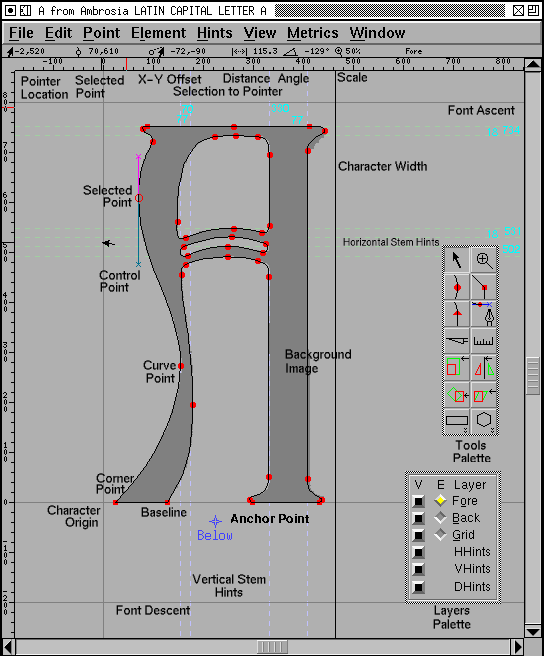 A from Ambrosia LATIN CAPITAL LETTER A
File Edit Point Element Hints View Metrics Window
-2,520 70,610 -72,-90 115.3 -129° 50% Fore
-100 0 100 200 300 400 500 600 700 800
Pointer Location
Selected Point
X-Y Offset
Distance Angle
Selection to Pointer
Scale
Font Ascent
Character Width
Selected Point
Horizontal Stem Hints
Control Point
Curve Point
Background Image
Tools Palette
Corner Point
Character Origin
Baseline
Anchor Point
Below
V E Layer
Fore
Back
Grid
HHints
VHints
DHints
Layers Palette
Vertical Stem Hints
Font Descent